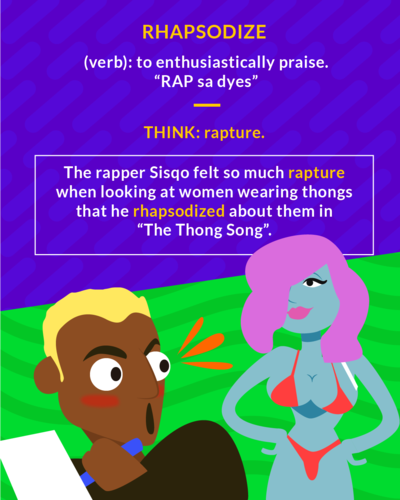 RHAPSODIZE
(verb): to enthusiastically praise.
“RAP sa dyes”
THINK: rapture.
The rapper Sisqo felt so much rapture
when looking at women wearing thongs
that he rhapsodized about them in
“The Thong Song”.